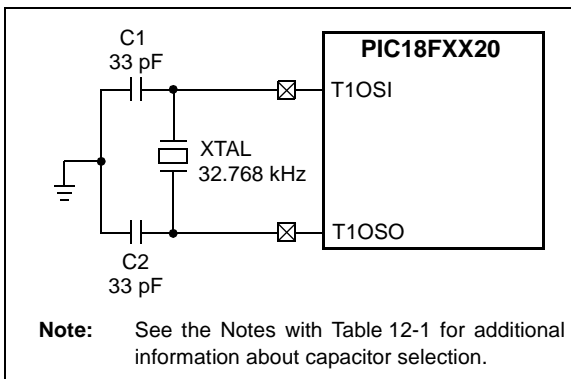 C1
33 pF
PIC18FXX20
T1OSI
XTAL
32.768 kHz
T1OSO
C2
33 pF
Note: See the Notes with Table 12-1 for additional
information about capacitor selection.